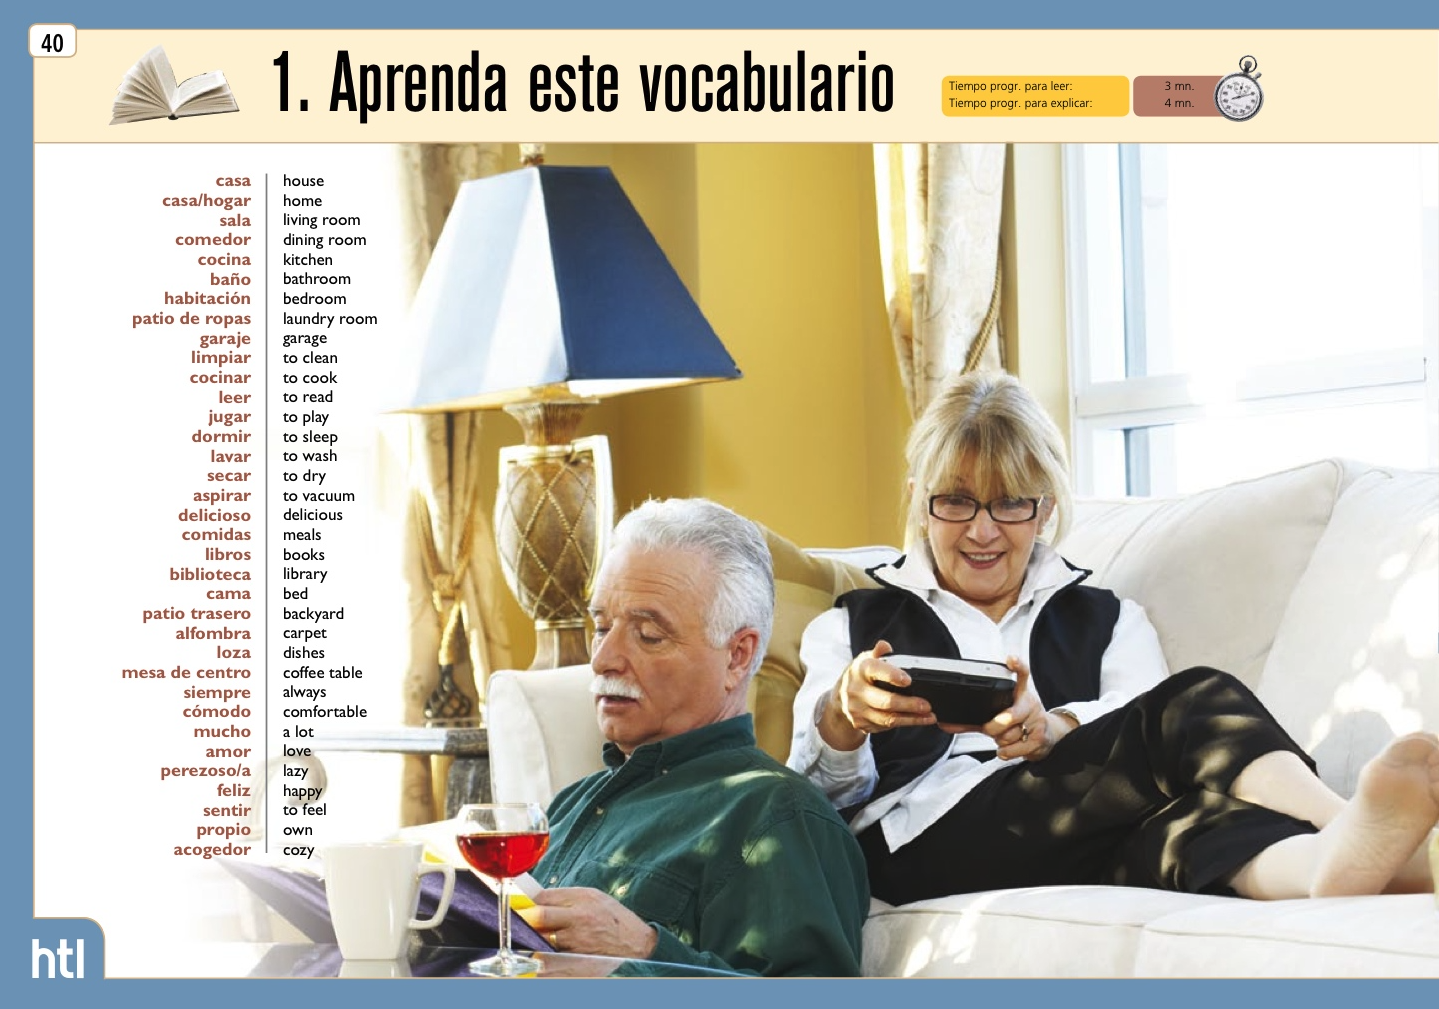 40
1. Aprenda este vocabulario
Tiempo progr. para leer: 3 mn.
Tiempo progr. para explicar: 4 mn.
casa house
casa/hogar home
sala living room
comedor dining room
cocina kitchen
baño bathroom
habitación bedroom
patio de ropas laundry room
garaje garage
limpiar to clean
cocinar to cook
leer to read
jugar to play
dormir to sleep
lavar to wash
secar to dry
aspirar to vacuum
delicioso delicious
comidas meals
libros books
biblioteca library
cama bed
patio trasero backyard
alfombra carpet
loza dishes
mesa de centro coffee table
siempre always
cómodo comfortable
mucho a lot
amor love
perezoso/a lazy
feliz happy
sentir to feel
propio own
acogedor cozy
htl